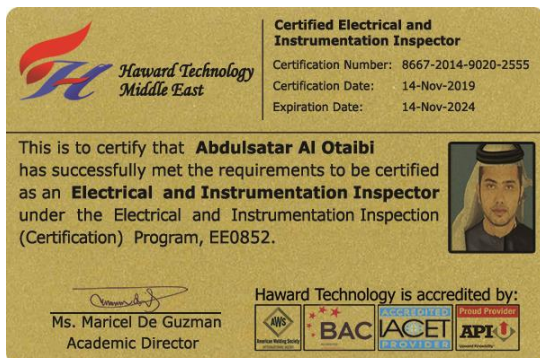 Haward Technology
Middle East
Certified Electrical and
Instrumentation Inspector
Certification Number: 8667-2014-9020-2555
Certification Date: 14-Nov-2019
Expiration Date: 14-Nov-2024
This is to certify that Abdulsatar Al Otaibi
has successfully met the requirements to be certified
as an Electrical and Instrumentation Inspector
under the Electrical and Instrumentation Inspection
(Certification) Program, EE0852.
Ms. Maricel De Guzman
Academic Director
Haward Technology is accredited by:
AWS
American Welding Society
BAC
ACCREDITED
IACET
PROVIDER
Proud Provider
API U